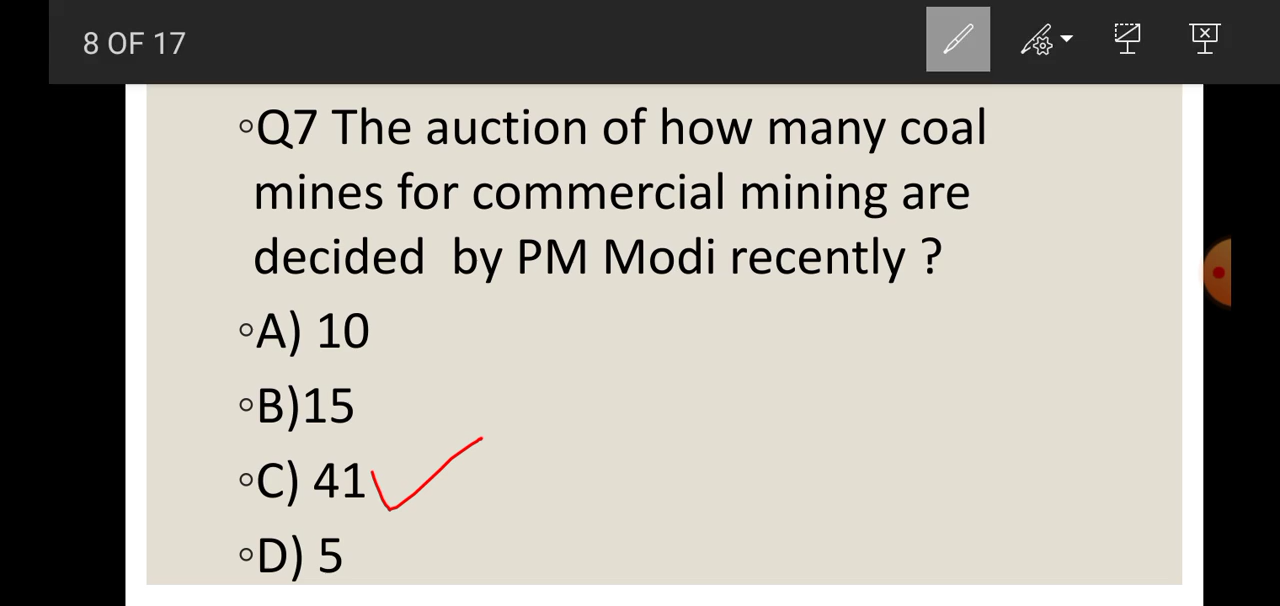 8 OF 17
◦Q7 The auction of how many coal
mines for commercial mining are
decided  by PM Modi recently ?
◦A) 10
◦B)15
◦C) 41
◦D) 5